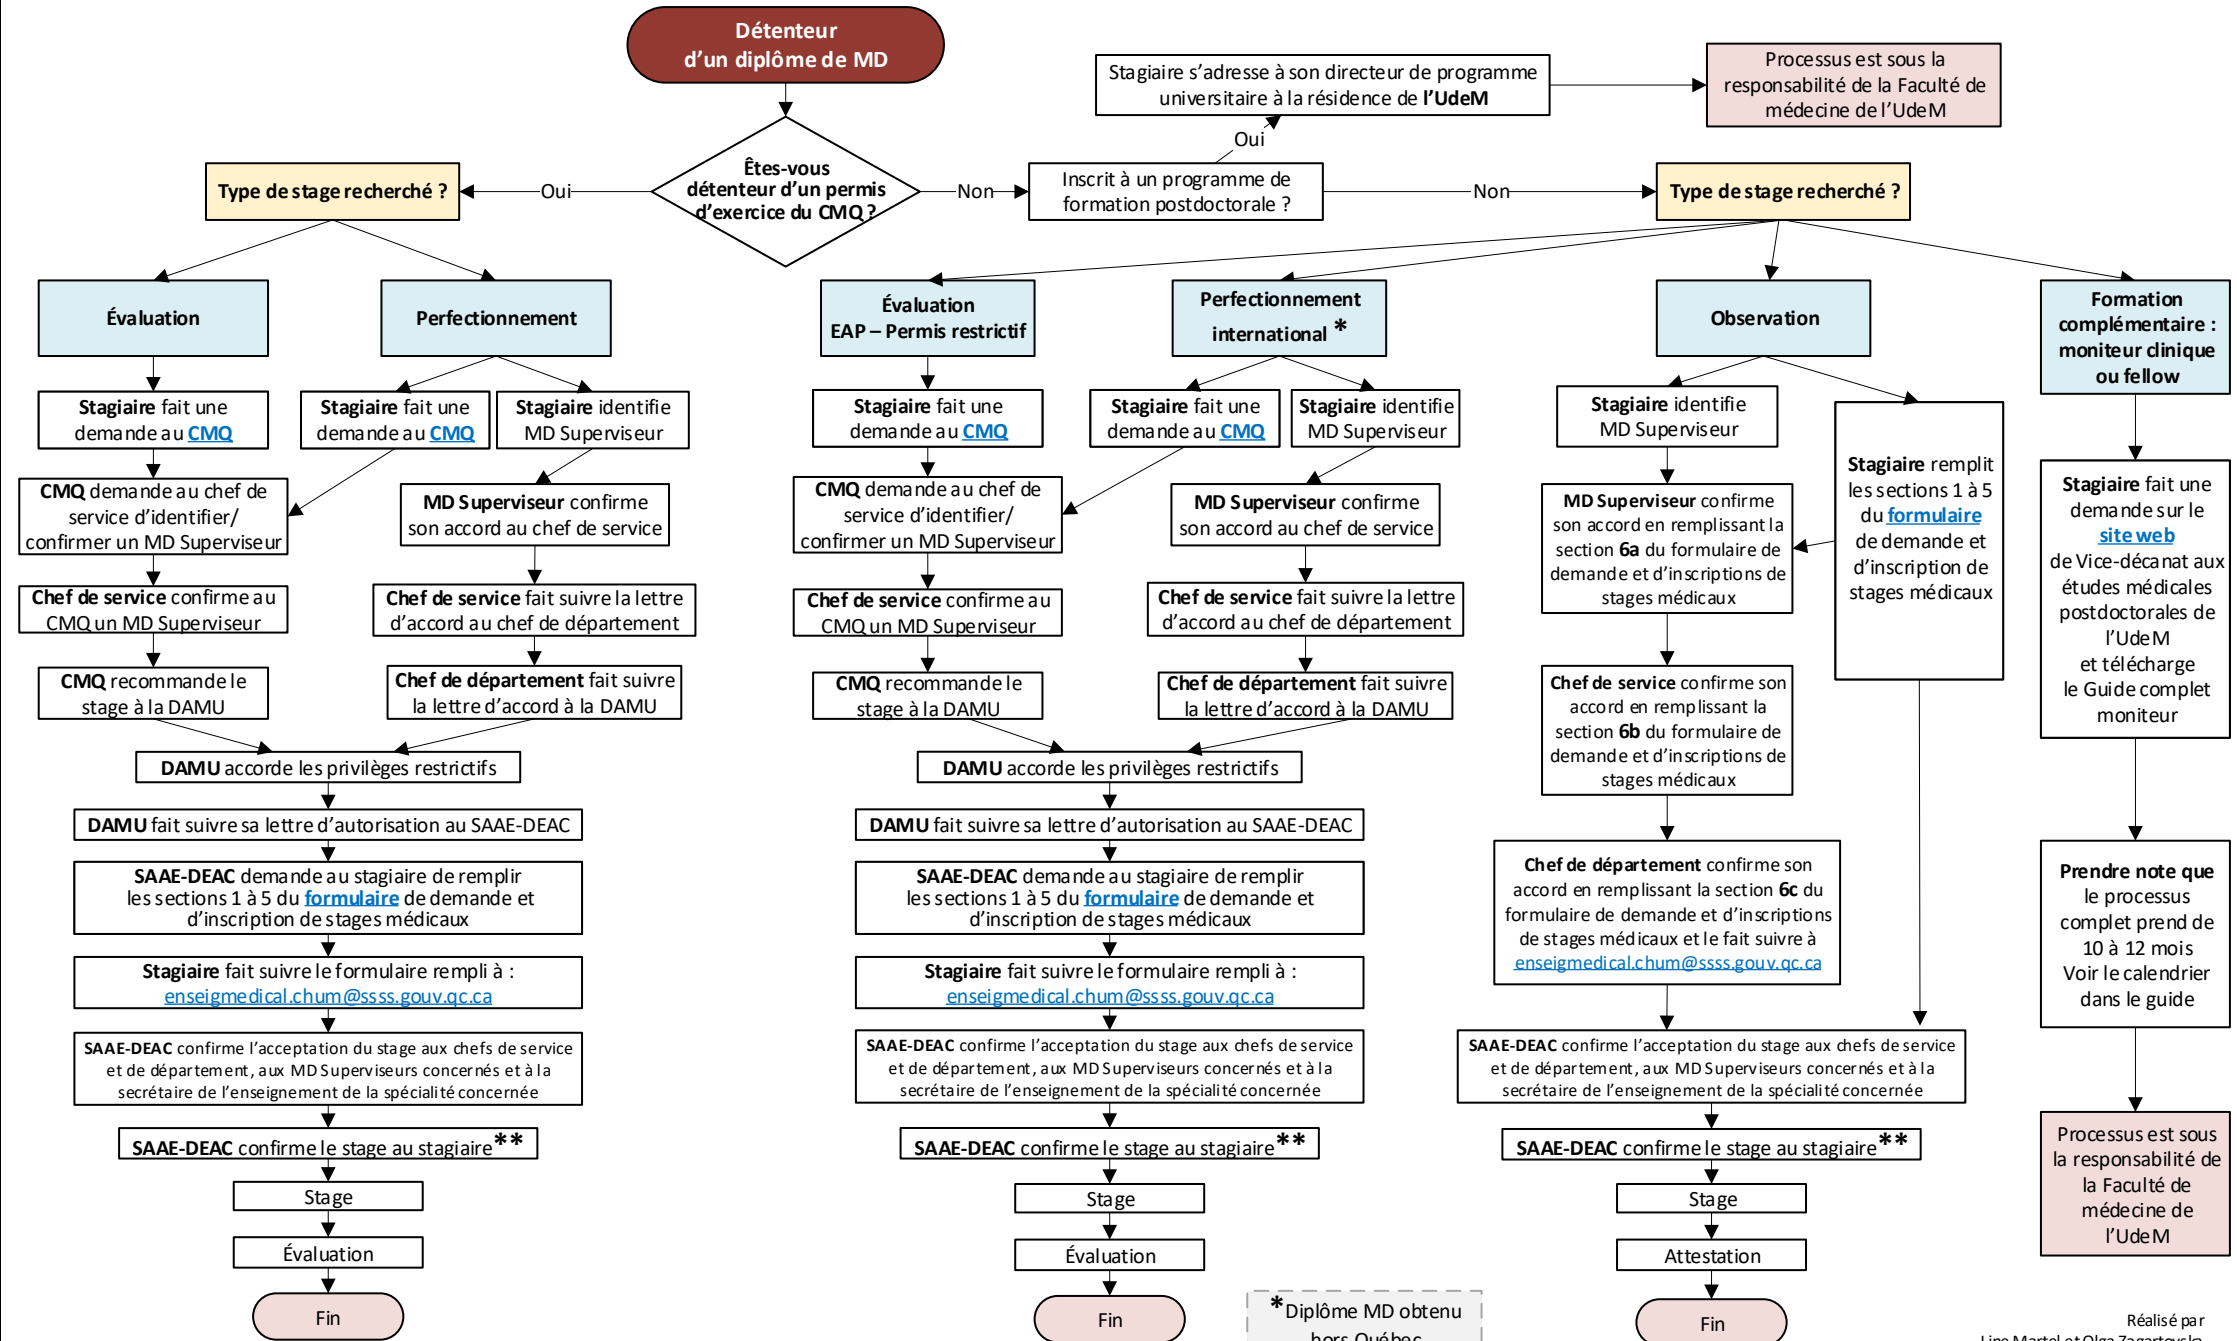 Détenteur
d’un diplôme de MD
Stagiaire s’adresse à son directeur de programme
universitaire à la résidence de l’UdeM
Processus est sous la
responsabilité de la Faculté de
médecine de l’UdeM
Oui
Êtes-vous
détenteur d’un permis
d’exercice du CMQ ?
Oui
Non
Inscrit à un programme de
formation postdoctorale ?
Non
Type de stage recherché ?
Type de stage recherché ?
Évaluation
Perfectionnement
Stagiaire fait une
demande au CMQ
Stagiaire fait une
demande au CMQ
Stagiaire identifie
MD Superviseur
CMQ demande au chef de
service d’identifier/
confirmer un MD Superviseur
MD Superviseur confirme
son accord au chef de service
Chef de service confirme au
CMQ un MD Superviseur
Chef de service fait suivre la lettre
d’accord au chef de département
CMQ recommande le
stage à la DAMU
Chef de département fait suivre
la lettre d’accord à la DAMU
DAMU accorde les privilèges restrictifs
DAMU fait suivre sa lettre d’autorisation au SAAE-DEAC
SAAE-DEAC demande au stagiaire de remplir
les sections 1 à 5 du formulaire de demande et
d’inscription de stages médicaux
Stagiaire fait suivre le formulaire rempli à :
enseigmedical.chum@ssss.gouv.qc.ca
SAAE-DEAC confirme l’acceptation du stage aux chefs de service
et de département, aux MD Superviseurs concernés et à la
secrétaire de l’enseignement de la spécialité concernée
SAAE-DEAC confirme le stage au stagiaire**
Stage
Évaluation
Fin
Évaluation
EAP – Permis restrictif
Perfectionnement
international *
Stagiaire fait une
demande au CMQ
Stagiaire fait une
demande au CMQ
Stagiaire identifie
MD Superviseur
CMQ demande au chef de
service d’identifier/
confirmer un MD Superviseur
MD Superviseur confirme
son accord au chef de service
Chef de service confirme au
CMQ un MD Superviseur
Chef de service fait suivre la lettre
d’accord au chef de département
CMQ recommande le
stage à la DAMU
Chef de département fait suivre
la lettre d’accord à la DAMU
DAMU accorde les privilèges restrictifs
DAMU fait suivre sa lettre d’autorisation au SAAE-DEAC
SAAE-DEAC demande au stagiaire de remplir
les sections 1 à 5 du formulaire de demande et
d’inscription de stages médicaux
Stagiaire fait suivre le formulaire rempli à :
enseigmedical.chum@ssss.gouv.qc.ca
SAAE-DEAC confirme l’acceptation du stage aux chefs de service
et de département, aux MD Superviseurs concernés et à la
secrétaire de l’enseignement de la spécialité concernée
SAAE-DEAC confirme le stage au stagiaire**
Stage
Évaluation
Fin
*Diplôme MD obtenu
hors Québec
Observation
Stagiaire identifie
MD Superviseur
Stagiaire remplit
les sections 1 à 5
du formulaire
de demande et
d’inscription de
stages médicaux
MD Superviseur confirme
son accord en remplissant la
section 6a du formulaire de
demande et d’inscriptions de
stages médicaux
Chef de service confirme son
accord en remplissant la
section 6b du formulaire de
demande et d’inscriptions de
stages médicaux
Chef de département confirme son
accord en remplissant la section 6c du
formulaire de demande et d’inscriptions
de stages médicaux et le fait suivre à
enseigmedical.chum@ssss.gouv.qc.ca
SAAE-DEAC confirme l’acceptation du stage aux chefs de service
et de département, aux MD Superviseurs concernés et à la
secrétaire de l’enseignement de la spécialité concernée
SAAE-DEAC confirme le stage au stagiaire**
Stage
Attestation
Fin
Formation
complémentaire :
moniteur clinique
ou fellow
Stagiaire fait une
demande sur le
site web
de Vice-décanat aux
études médicales
postdoctorales de
l’UdeM
et télécharge
le Guide complet
moniteur
Prendre note que
le processus
complet prend de
10 à 12 mois
Voir le calendrier
dans le guide
Processus est sous
la responsabilité de
la Faculté de
médecine de
l’UdeM
Réalisé par
Line Martel et Olga Zagartovska